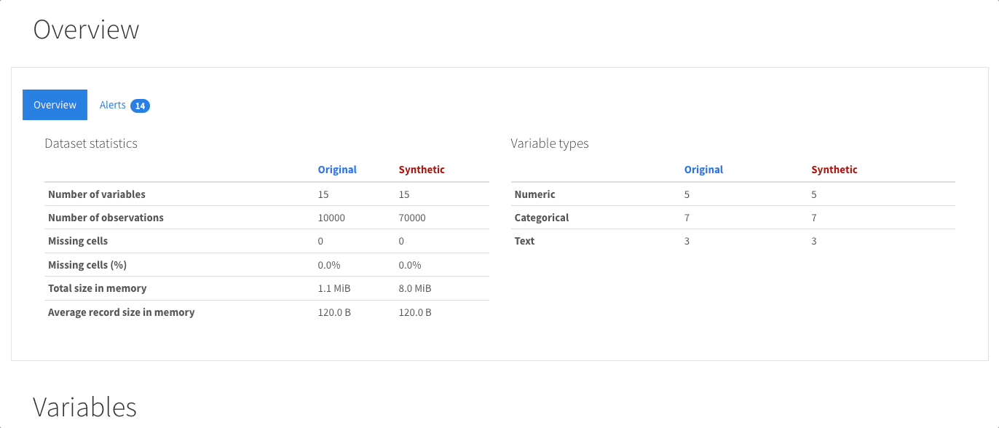 Overview
Overview Alerts 14
Dataset statistics
Original Synthetic
Number of variables 15 15
Number of observations 10000 70000
Missing cells 0 0
Missing cells (%) 0.0% 0.0%
Total size in memory 1.1 MiB 8.0 MiB
Average record size in memory 120.0 B 120.0 B
Variable types
Original Synthetic
Numeric 5 5
Categorical 7 7
Text 3 3
Variables